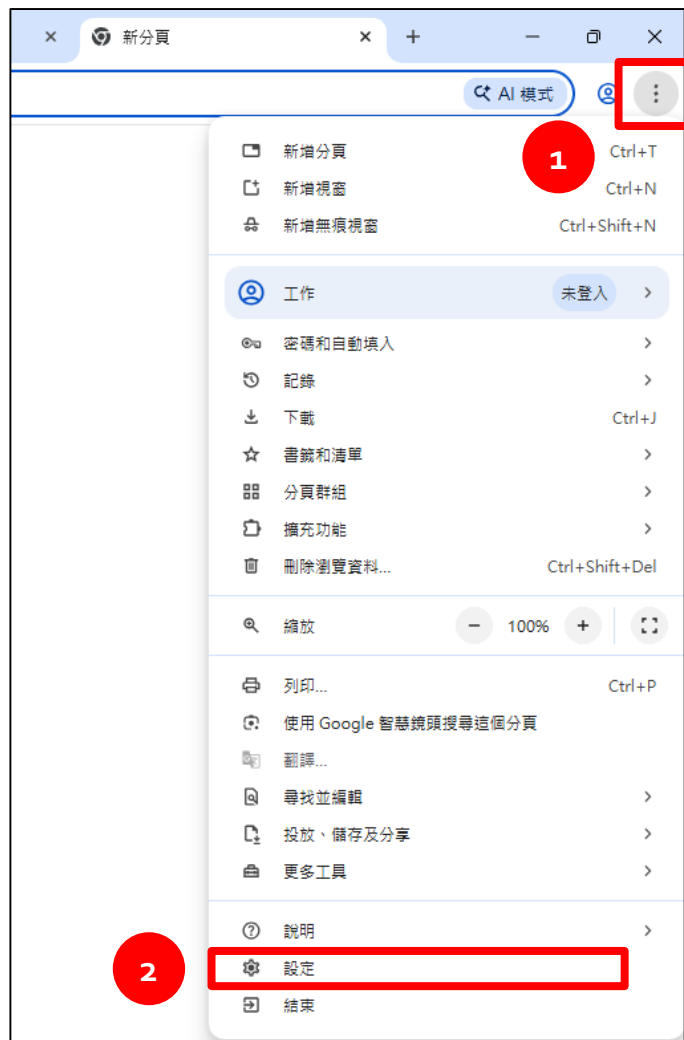 新分頁
AI 模式
1
新增分頁 Ctrl+T
新增視窗 Ctrl+N
新增無痕視窗 Ctrl+Shift+N
工作 未登入
密碼和自動填入
記錄
下載 Ctrl+J
書籤和清單
分頁群組
擴充功能
刪除瀏覽資料... Ctrl+Shift+Del
縮放 − 100% +
列印... Ctrl+P
使用 Google 智慧鏡頭搜尋這個分頁
翻譯...
尋找並編輯
投放、儲存及分享
更多工具
說明
2 設定
結束